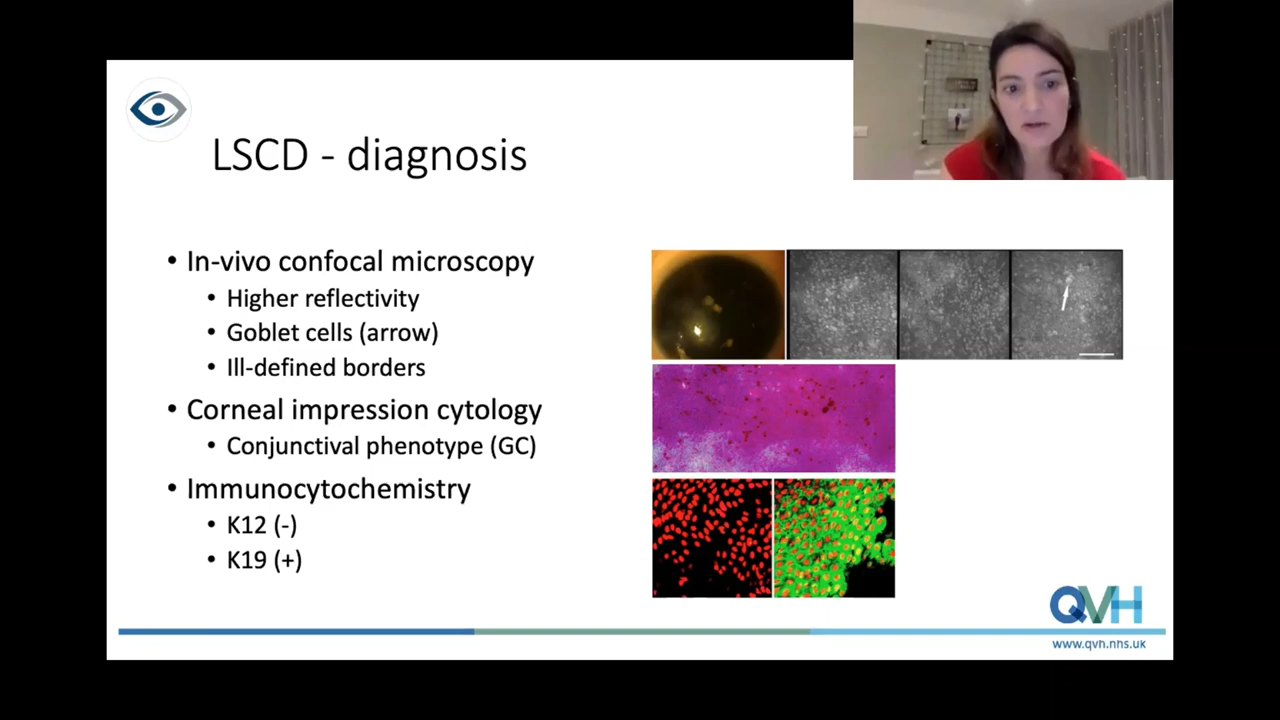 LSCD - diagnosis
• In-vivo confocal microscopy
• Higher reflectivity
• Goblet cells (arrow)
• Ill-defined borders
• Corneal impression cytology
• Conjunctival phenotype (GC)
• Immunocytochemistry
• K12 (-)
• K19 (+)
QVH
www.qvh.nhs.uk